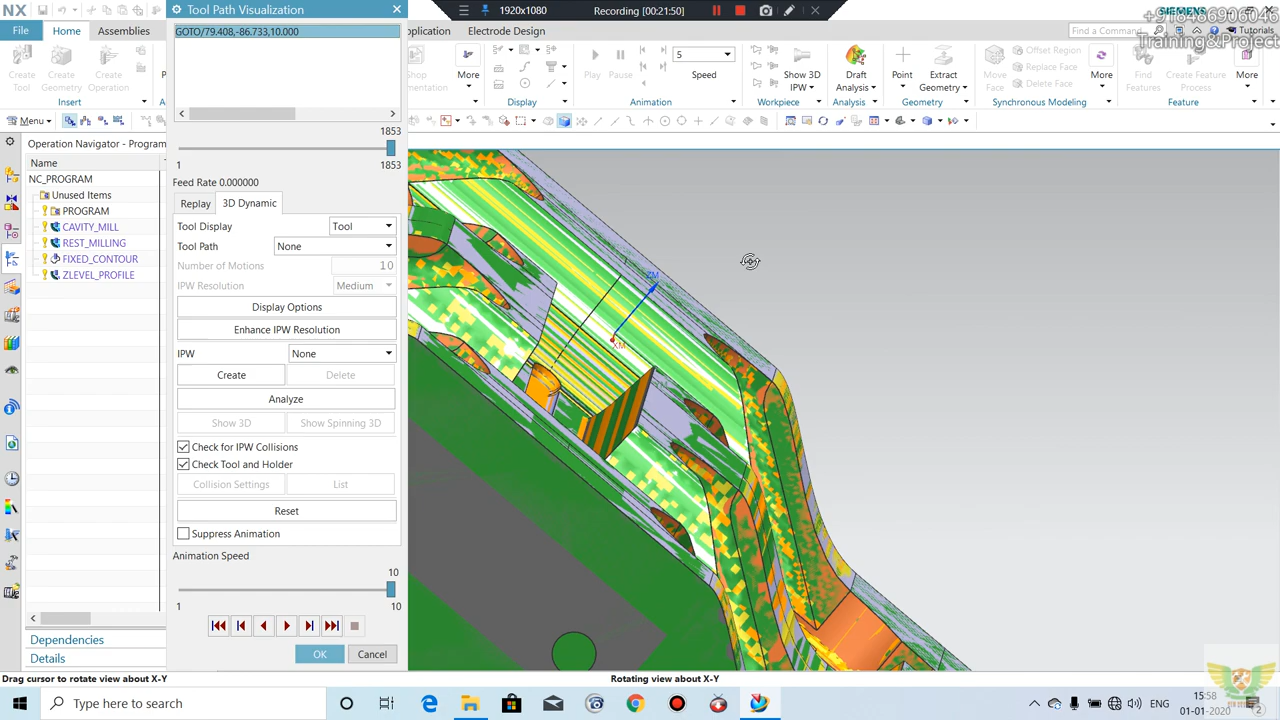 NX
Tool Path Visualization
1920x1080
Recording [00:21:50]
SIEMENS
+918486906046
Training&Project
File
Home
Assemblies
plication
Electrode Design
Find a Command
Tutorials
GOTO/79.408,-86.733,10.000
Create Tool
Create Geometry
Create Operation
Insert
More
Display
Play
Pause
5
Speed
Animation
Show 3D IPW
Workpiece
Draft Analysis
Analysis
Point
Extract Geometry
Geometry
Move Face
Offset Region
Replace Face
Delete Face
More
Synchronous Modeling
Find Features
Create Feature Process
More
Feature
Menu
Operation Navigator - Program
Name
NC_PROGRAM
Unused Items
PROGRAM
CAVITY_MILL
REST_MILLING
FIXED_CONTOUR
ZLEVEL_PROFILE
1853
1
1853
Feed Rate 0.000000
Replay
3D Dynamic
Tool Display
Tool
Tool Path
None
Number of Motions
10
IPW Resolution
Medium
Display Options
Enhance IPW Resolution
IPW
None
Create
Delete
Analyze
Show 3D
Show Spinning 3D
Check for IPW Collisions
Check Tool and Holder
Collision Settings
List
Reset
Suppress Animation
Animation Speed
10
1
10
OK
Cancel
ZM
XM
Dependencies
Details
Drag cursor to rotate view about X-Y
Rotating view about X-Y
Type here to search
ENG
15:58
01-01-2020
2